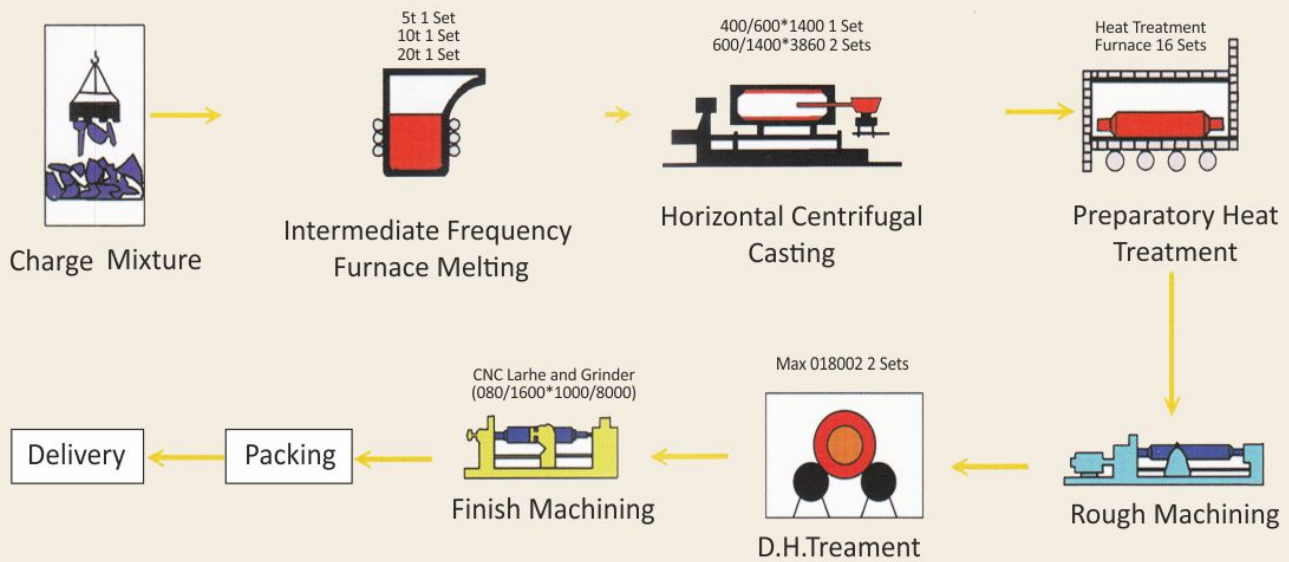 5t 1 Set
10t 1 Set
20t 1 Set
400/600*1400 1 Set
600/1400*3860 2 Sets
Heat Treatment
Furnace 16 Sets
Charge Mixture
Intermediate Frequency
Furnace Melting
Horizontal Centrifugal
Casting
Preparatory Heat
Treatment
Delivery
Packing
CNC Larhe and Grinder
(080/1600*1000/8000)
Finish Machining
Max 018002 2 Sets
D.H.Treament
Rough Machining